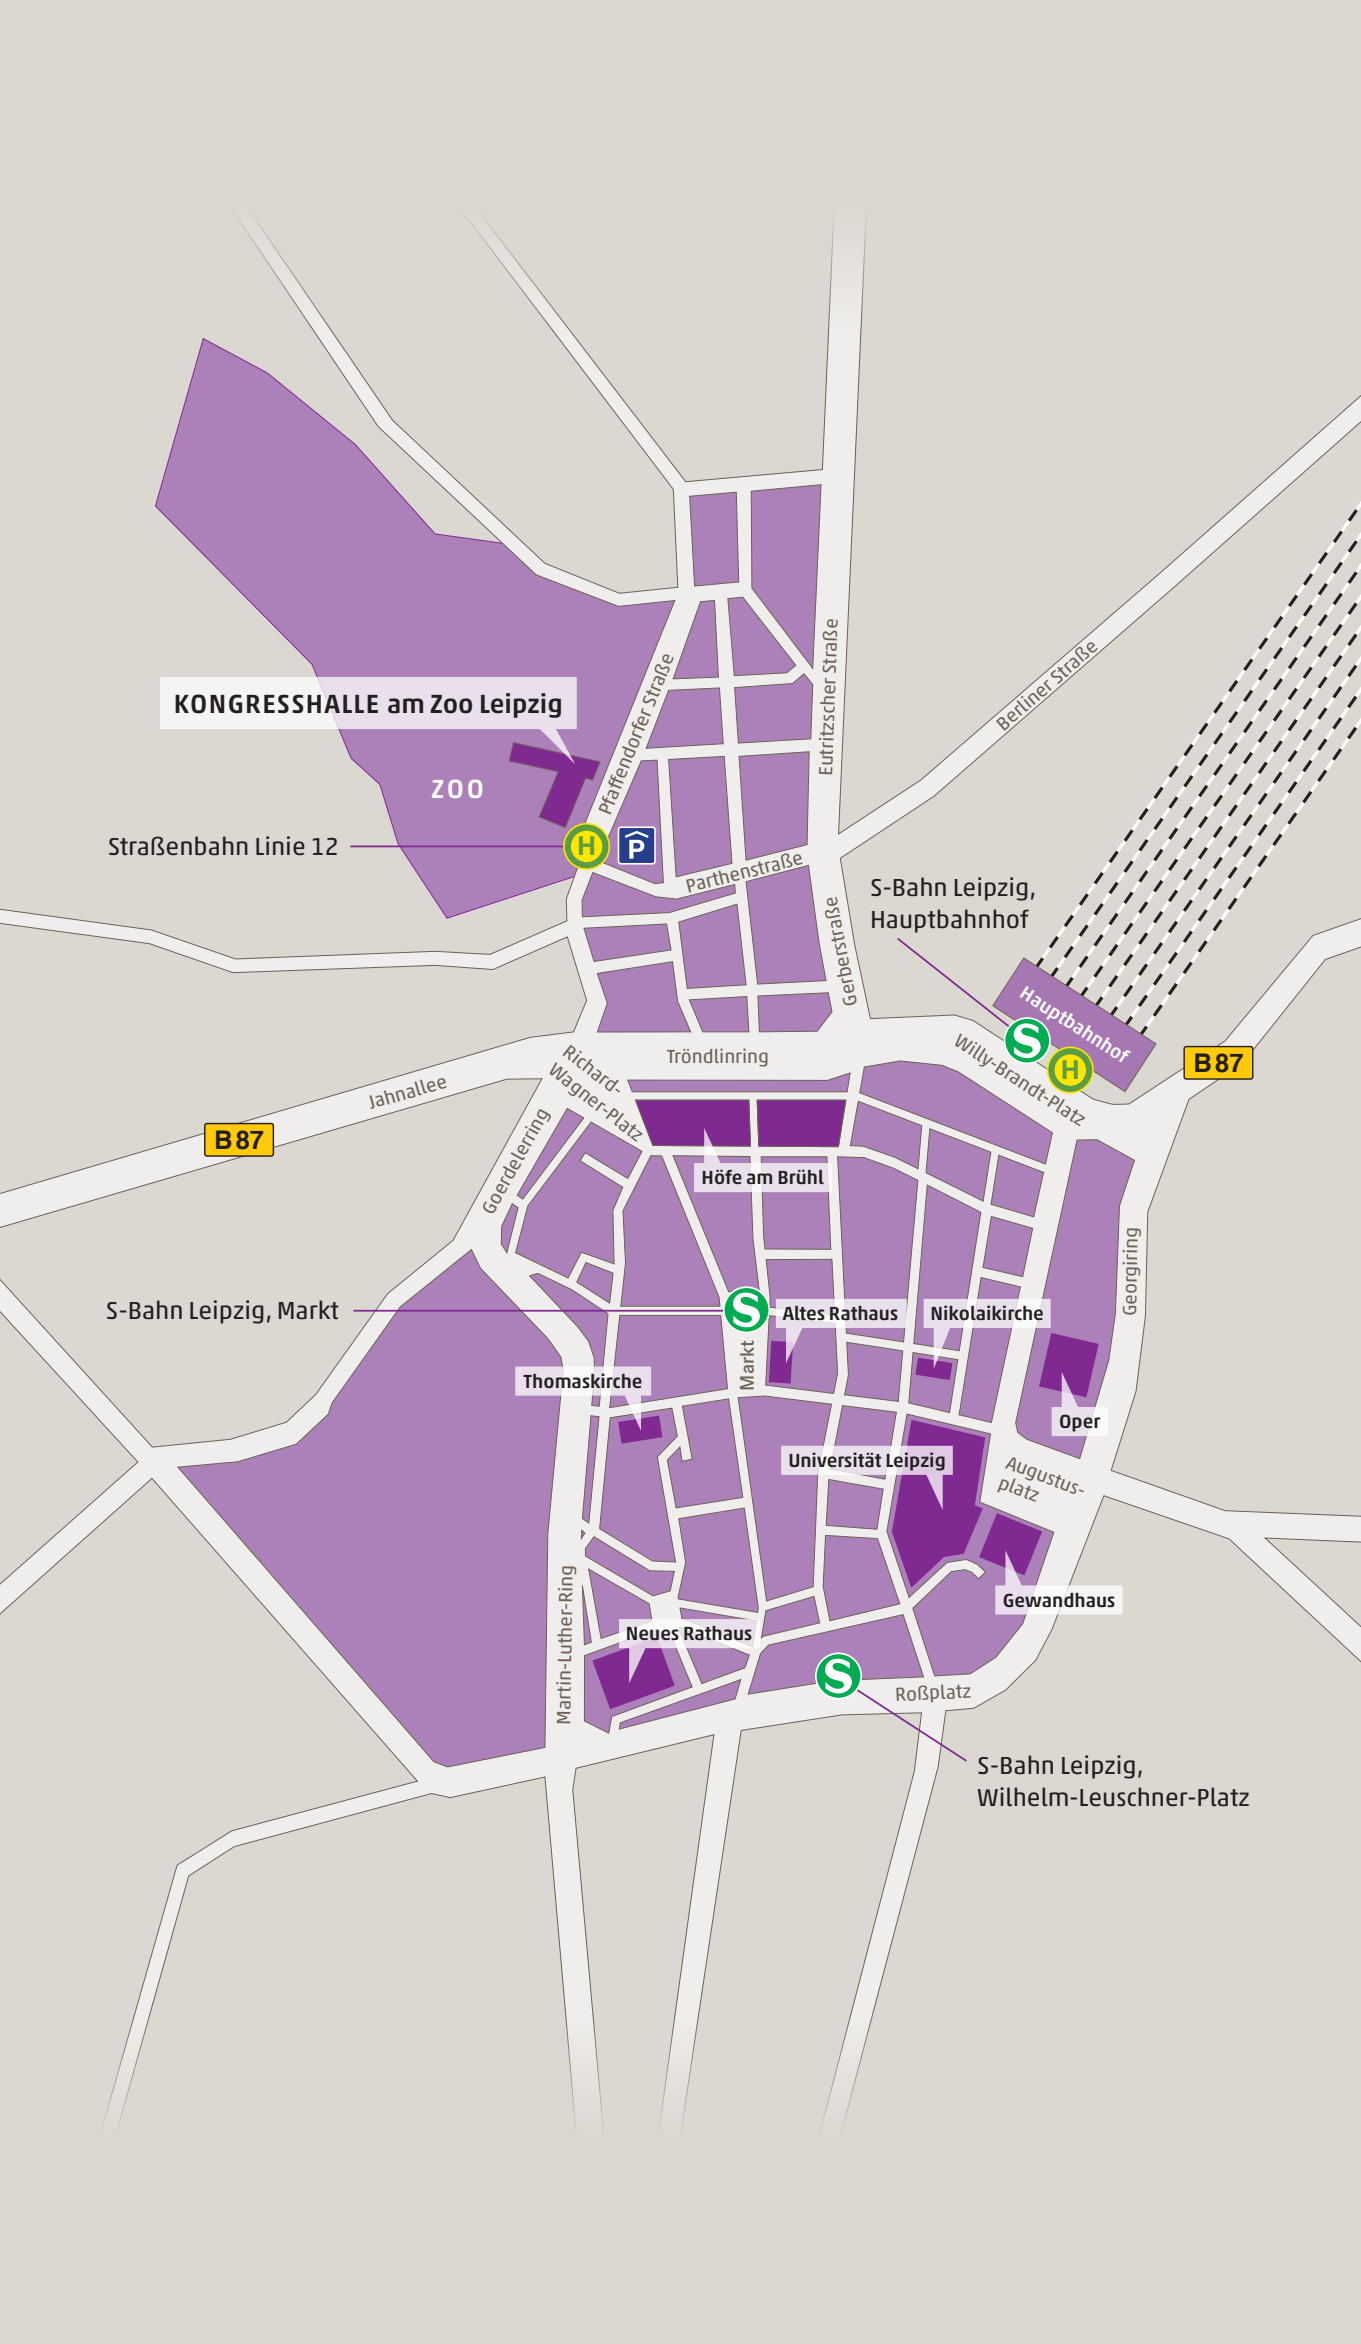 Eutritzscher Straße
Berliner Straße
Pfaffendorfer Straße
KONGRESSHALLE am Zoo Leipzig
ZOO
Straßenbahn Linie 12
H
P
Parthenstraße
S-Bahn Leipzig,
Hauptbahnhof
Gerberstraße
Hauptbahnhof
S
H
Willy-Brandt-Platz
B 87
Tröndlinring
Richard-
Wagner-Platz
Jahnallee
B 87
Goerdelerring
Höfe am Brühl
Georgiring
S-Bahn Leipzig, Markt
S
Altes Rathaus
Nikolaikirche
Markt
Thomaskirche
Oper
Universität Leipzig
Augustus-
platz
Gewandhaus
Martin-Luther-Ring
Neues Rathaus
S
Roßplatz
S-Bahn Leipzig,
Wilhelm-Leuschner-Platz